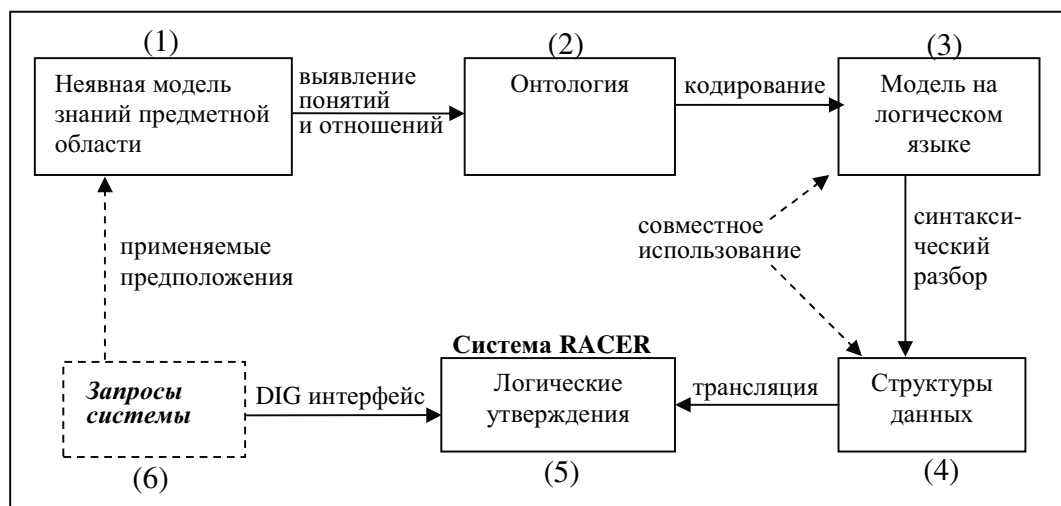 (1)
(2)
(3)
Неявная модель
знаний предметной
области
выявление
понятий
и отношений
Онтология
кодирование
Модель на
логическом
языке
применяемые
предположения
совместное
использование
синтакси-
ческий
разбор
Система RACER
Запросы
системы
DIG интерфейс
Логические
утверждения
трансляция
Структуры
данных
(6)
(5)
(4)